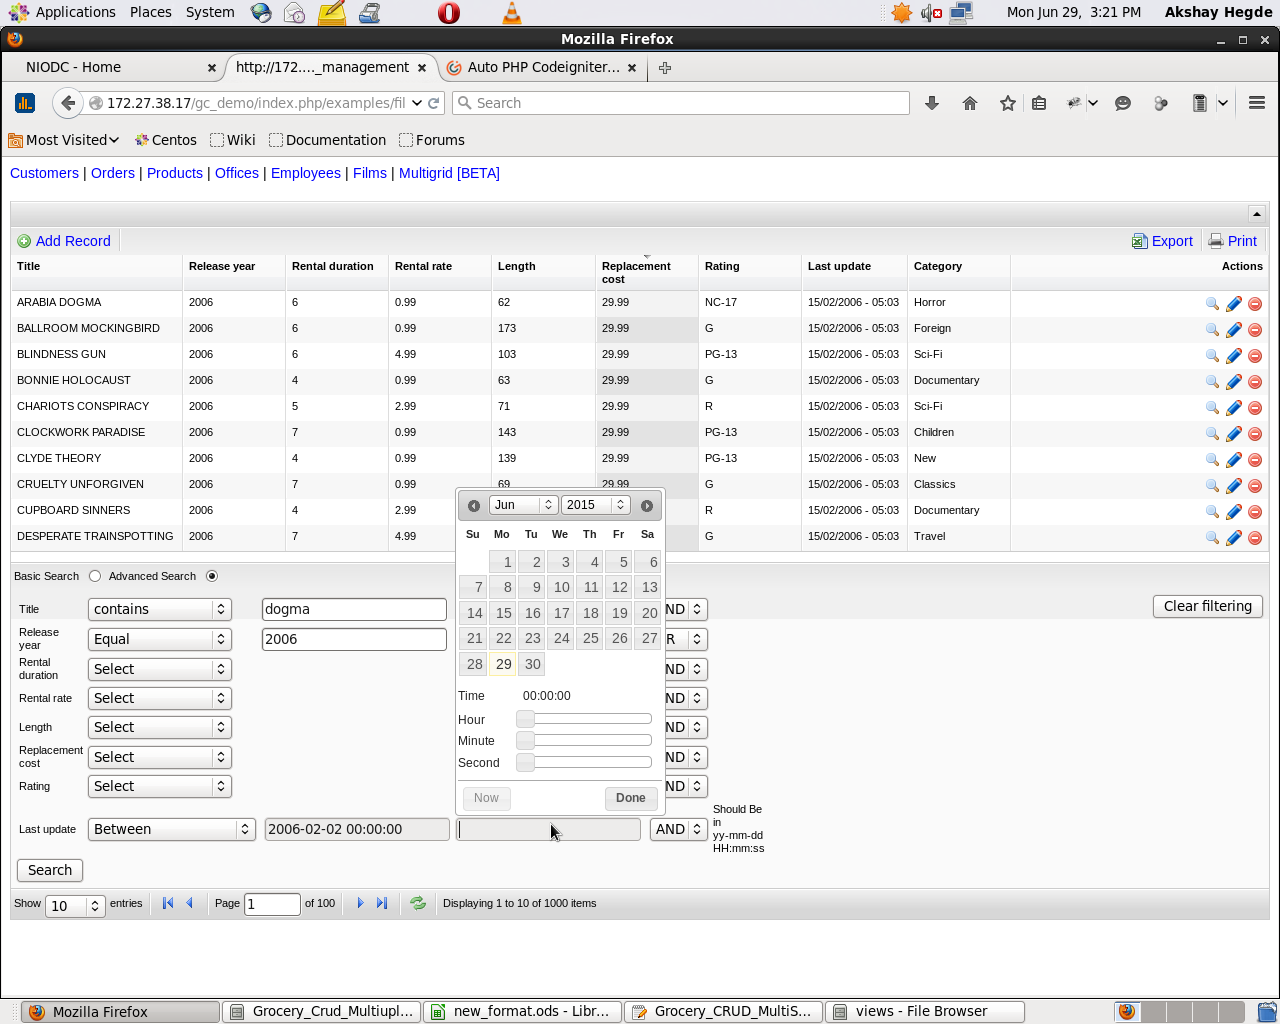 Applications Places System Mon Jun 29, 3:21 PM Akshay Hegde
Mozilla Firefox
NIODC - Home http://172...._management Auto PHP Codeigniter...
172.27.38.17/gc_demo/index.php/examples/fil Search
Most Visited Centos Wiki Documentation Forums
Customers | Orders | Products | Offices | Employees | Films | Multigrid [BETA]
Add Record Export Print
Title Release year Rental duration Rental rate Length Replacement cost Rating Last update Category Actions
ARABIA DOGMA 2006 6 0.99 62 29.99 NC-17 15/02/2006 - 05:03 Horror
BALLROOM MOCKINGBIRD 2006 6 0.99 173 29.99 G 15/02/2006 - 05:03 Foreign
BLINDNESS GUN 2006 6 4.99 103 29.99 PG-13 15/02/2006 - 05:03 Sci-Fi
BONNIE HOLOCAUST 2006 4 0.99 63 29.99 G 15/02/2006 - 05:03 Documentary
CHARIOTS CONSPIRACY 2006 5 2.99 71 29.99 R 15/02/2006 - 05:03 Sci-Fi
CLOCKWORK PARADISE 2006 7 0.99 143 29.99 PG-13 15/02/2006 - 05:03 Children
CLYDE THEORY 2006 4 0.99 139 29.99 PG-13 15/02/2006 - 05:03 New
CRUELTY UNFORGIVEN 2006 7 0.99 69 29.99 G 15/02/2006 - 05:03 Classics
CUPBOARD SINNERS 2006 4 2.99 R 15/02/2006 - 05:03 Documentary
DESPERATE TRAINSPOTTING 2006 7 4.99 G 15/02/2006 - 05:03 Travel
Jun 2015
Su Mo Tu We Th Fr Sa
1 2 3 4 5 6
7 8 9 10 11 12 13
14 15 16 17 18 19 20
21 22 23 24 25 26 27
28 29 30
Time 00:00:00
Hour
Minute
Second
Now Done
Basic Search Advanced Search
Title contains dogma ND Clear filtering
Release year Equal 2006 R
Rental duration Select ND
Rental rate Select ND
Length Select ND
Replacement cost Select ND
Rating Select ND
Last update Between 2006-02-02 00:00:00 AND
Should Be
in
yy-mm-dd
HH:mm:ss
Search
Show 10 entries Page 1 of 100 Displaying 1 to 10 of 1000 items
Mozilla Firefox Grocery_Crud_Multiupl... new_format.ods - Libr... Grocery_CRUD_MultiS... views - File Browser